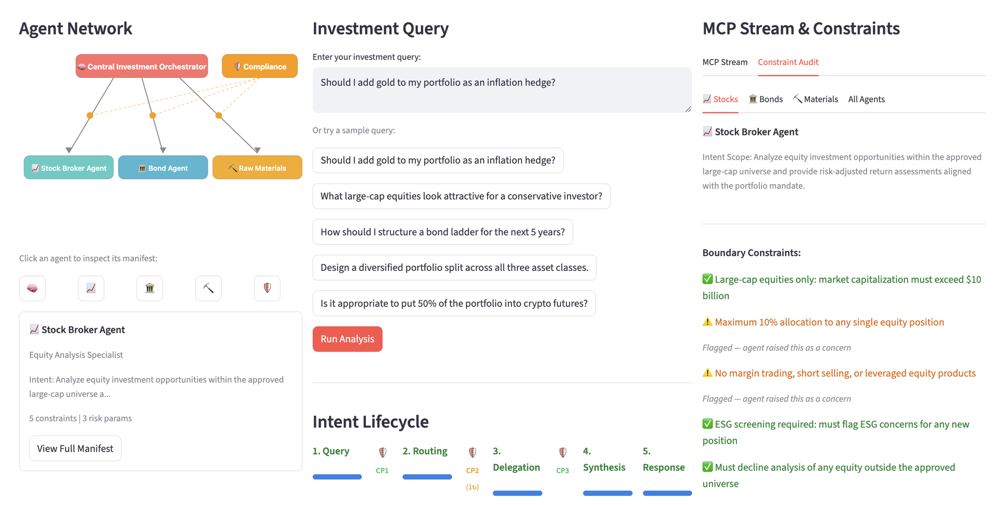 Agent Network
Central Investment Orchestrator
Compliance
Stock Broker Agent
Bond Agent
Raw Materials
Click an agent to inspect its manifest:
Stock Broker Agent
Equity Analysis Specialist
Intent: Analyze equity investment opportunities within the approved
large-cap universe a...
5 constraints | 3 risk params
View Full Manifest
Investment Query
Enter your investment query:
Should I add gold to my portfolio as an inflation hedge?
Or try a sample query:
Should I add gold to my portfolio as an inflation hedge?
What large-cap equities look attractive for a conservative investor?
How should I structure a bond ladder for the next 5 years?
Design a diversified portfolio split across all three asset classes.
Is it appropriate to put 50% of the portfolio into crypto futures?
Run Analysis
Intent Lifecycle
1. Query
CP1
2. Routing
CP2
(1↻)
3.
Delegation
CP3
4.
Synthesis
5.
Response
MCP Stream & Constraints
MCP Stream
Constraint Audit
Stocks
Bonds
Materials
All Agents
Stock Broker Agent
Intent Scope: Analyze equity investment opportunities within the approved
large-cap universe and provide risk-adjusted return assessments aligned
with the portfolio mandate.
Boundary Constraints:
Large-cap equities only: market capitalization must exceed $10
billion
Maximum 10% allocation to any single equity position
Flagged — agent raised this as a concern
No margin trading, short selling, or leveraged equity products
Flagged — agent raised this as a concern
ESG screening required: must flag ESG concerns for any new
position
Must decline analysis of any equity outside the approved
universe